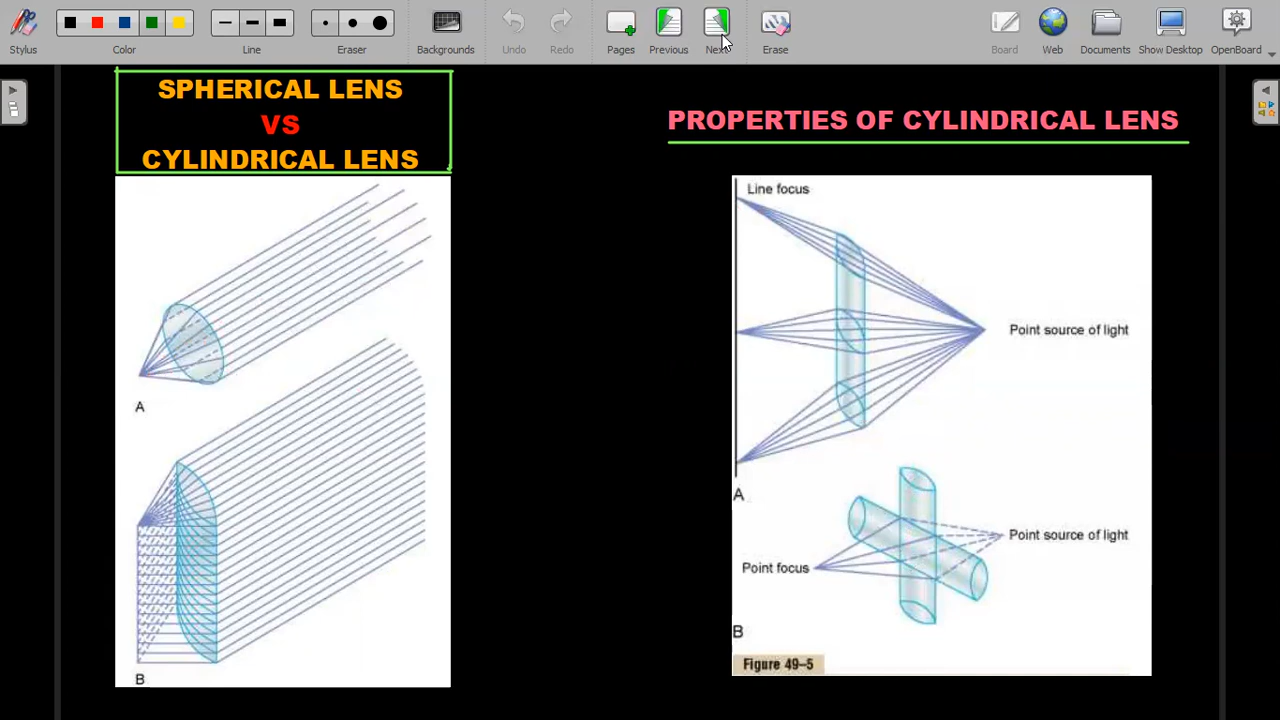 Stylus
Color
Line
Eraser
Backgrounds
Undo
Redo
Pages
Previous
Next
Erase
Board
Web
Documents
Show Desktop
OpenBoard
SPHERICAL LENS
VS
CYLINDRICAL LENS
A
B
PROPERTIES OF CYLINDRICAL LENS
Line focus
Point source of light
A
Point source of light
Point focus
B
Figure 49–5